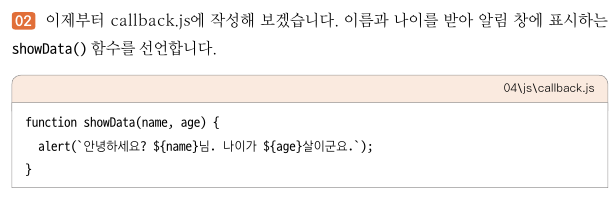 02 이제부터 callback.js에 작성해 보겠습니다. 이름과 나이를 받아 알림 창에 표시하는
showData() 함수를 선언합니다.
04\js\callback.js
function showData(name, age) {
  alert(`안녕하세요? ${name}님. 나이가 ${age}살이군요.`);
}